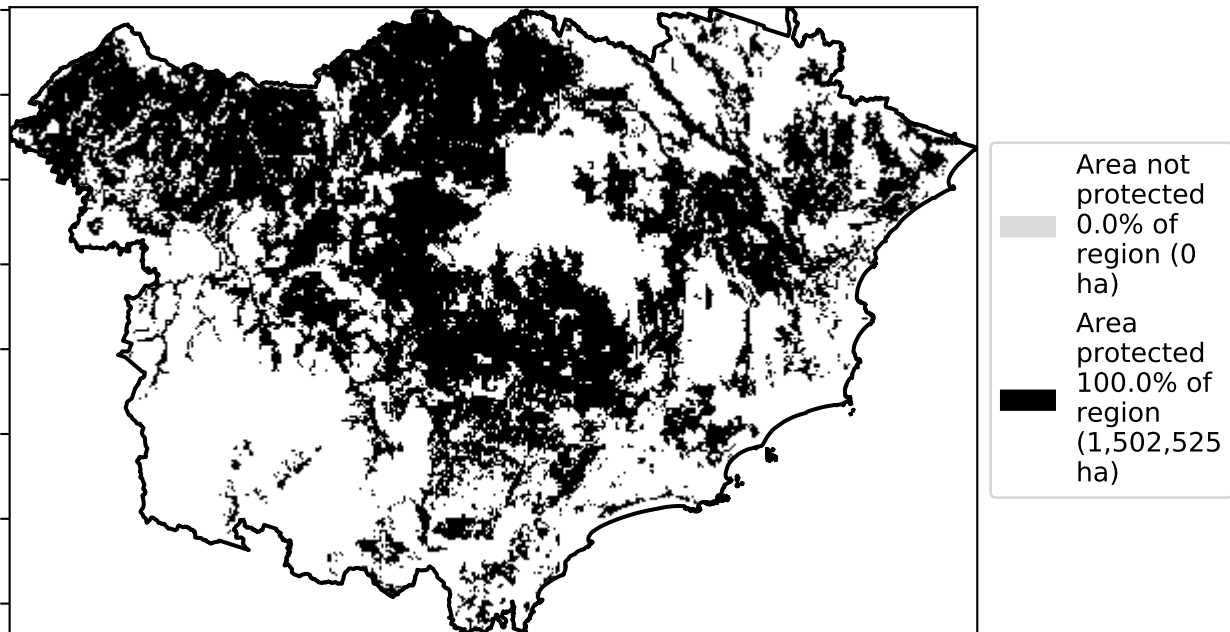 Area not
protected
0.0% of
region (0
ha)
Area
protected
100.0% of
region
(1,502,525
ha)